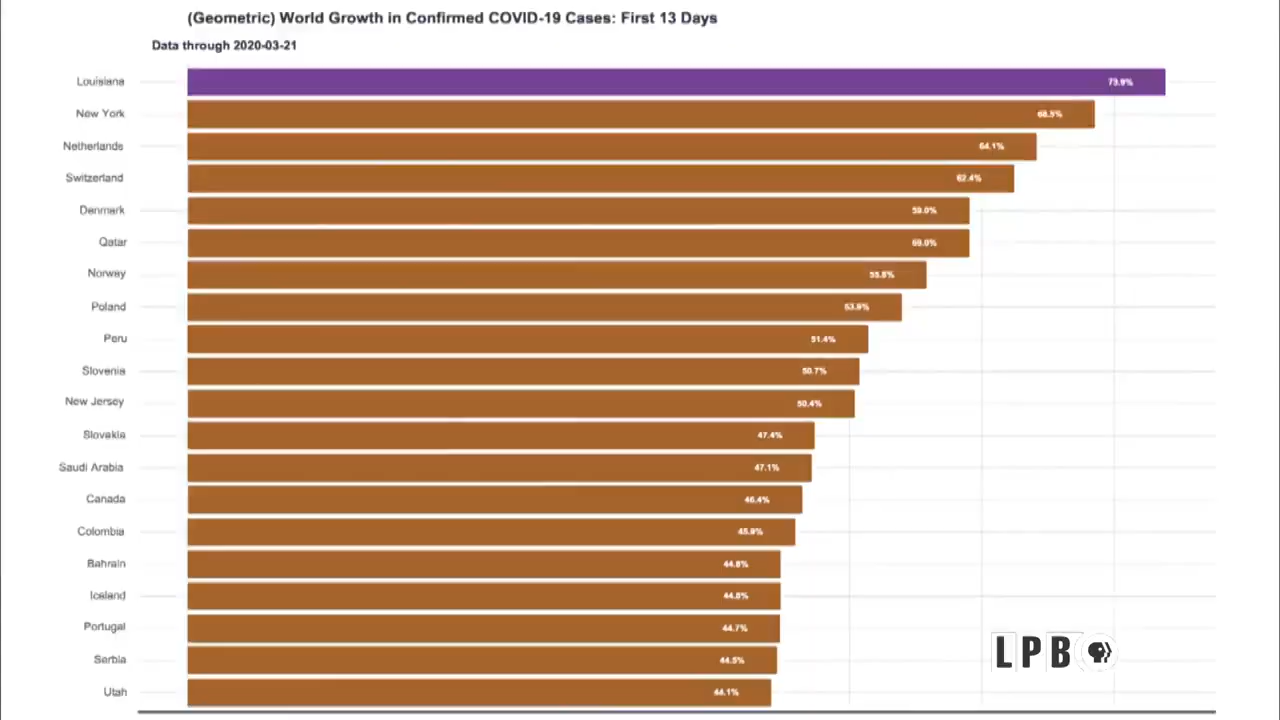 (Geometric) World Growth in Confirmed COVID-19 Cases: First 13 Days
Data through 2020-03-21
Louisiana 73.9%
New York 68.5%
Netherlands 64.1%
Switzerland 62.4%
Denmark 59.0%
Qatar 59.0%
Norway 55.8%
Poland 53.9%
Peru 51.4%
Slovenia 50.7%
New Jersey 50.4%
Slovakia 47.4%
Saudi Arabia 47.1%
Canada 46.4%
Colombia 45.9%
Bahrain 44.8%
Iceland 44.8%
Portugal 44.7%
Serbia 44.5%
Utah 44.1%
LPB